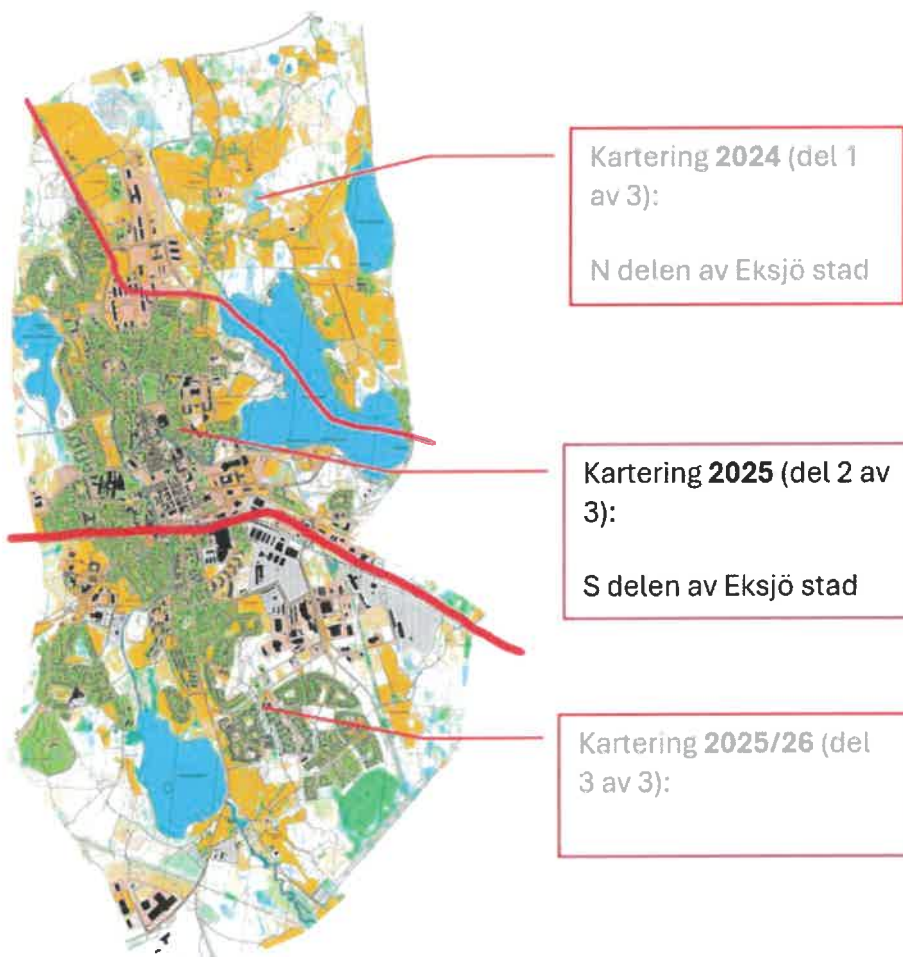 Kartering 2024 (del 1
av 3):
N delen av Eksjö stad
Kartering 2025 (del 2 av
3):
S delen av Eksjö stad
Kartering 2025/26 (del
3 av 3):